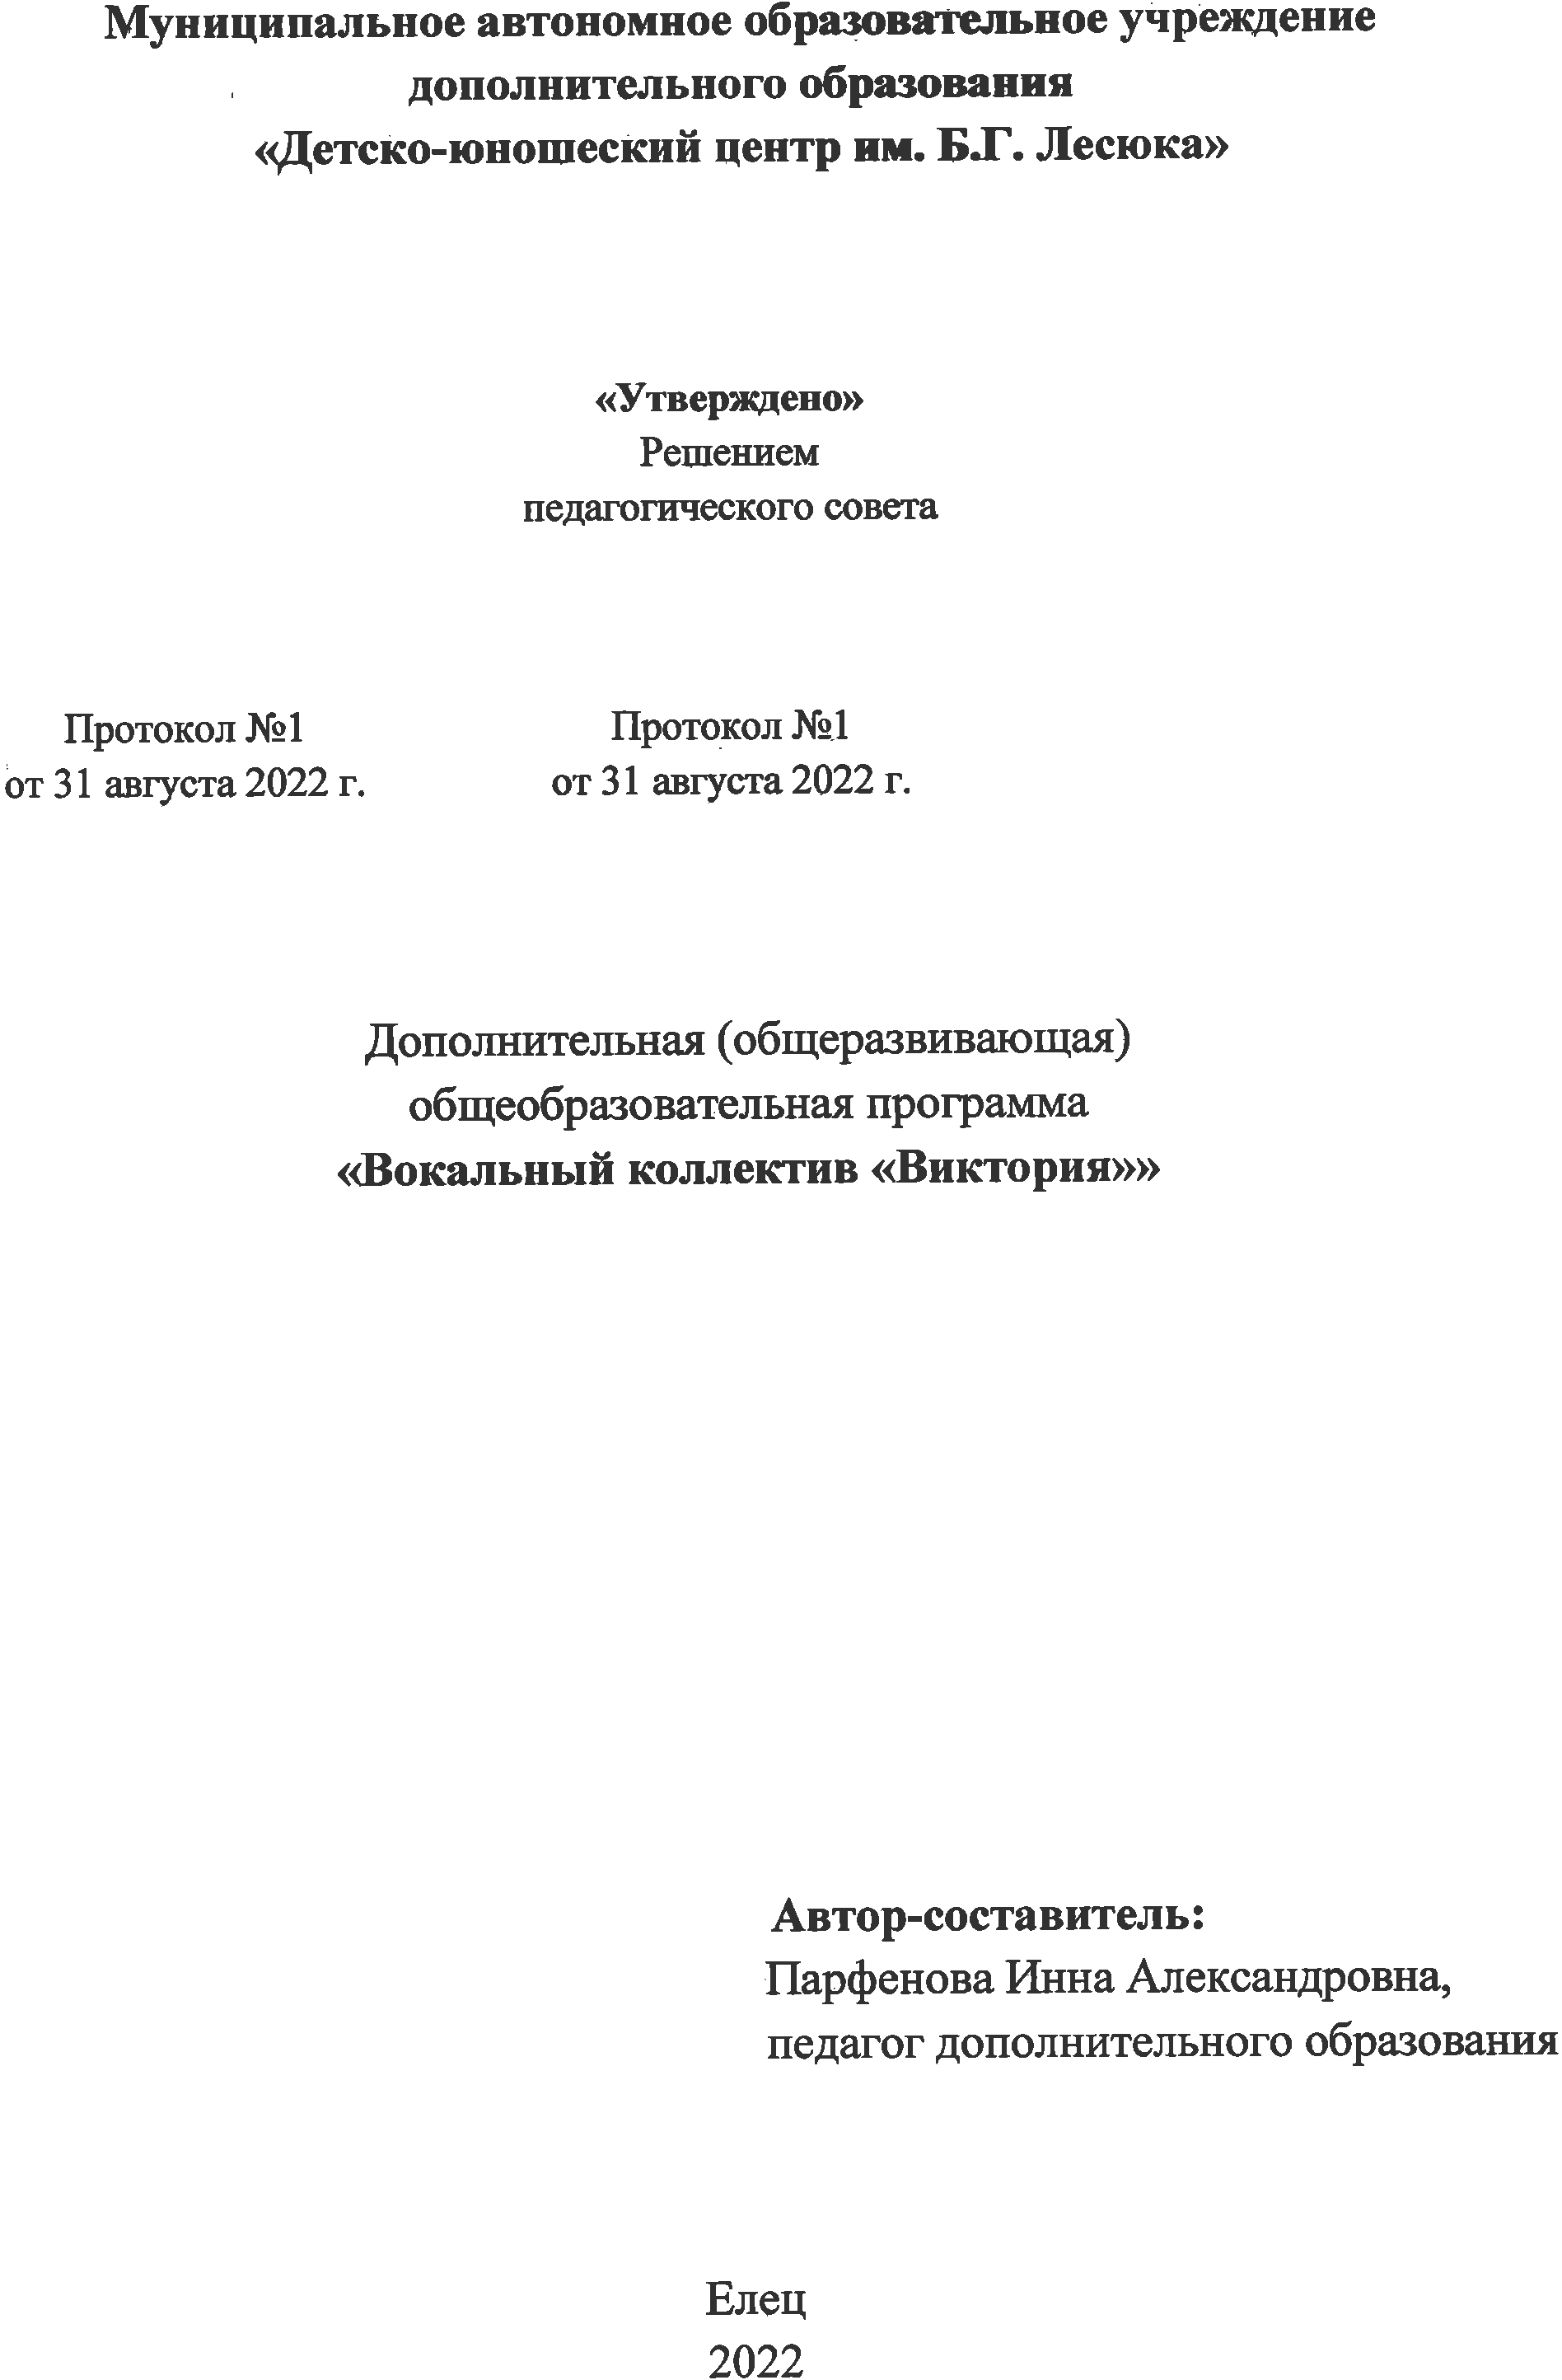 Муниципальное автономное образовательное учреждение
дополнительного образования
«Детско-юношеский центр им. Б.Г. Лесюка»
«Утверждено»
Решением
педагогического совета
Протокол №1
от 31 августа 2022 г.
Протокол №1
от 31 августа 2022 г.
Дополнительная (общеразвивающая)
общеобразовательная программа
«Вокальный коллектив «Виктория»»
Автор-составитель:
Парфенова Инна Александровна,
педагог дополнительного образования
Елец
2022